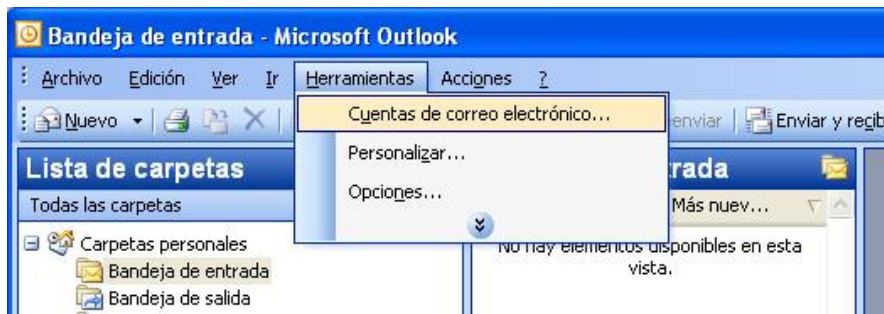 Bandeja de entrada - Microsoft Outlook
Archivo Edición Ver Ir Herramientas Acciones ?
Nuevo Enviar y recib
Cuentas de correo electrónico...
Personalizar...
Opciones...
Lista de carpetas
Todas las carpetas Más nuev...
Carpetas personales
No hay elementos disponibles en esta
vista.
Bandeja de entrada
Bandeja de salida